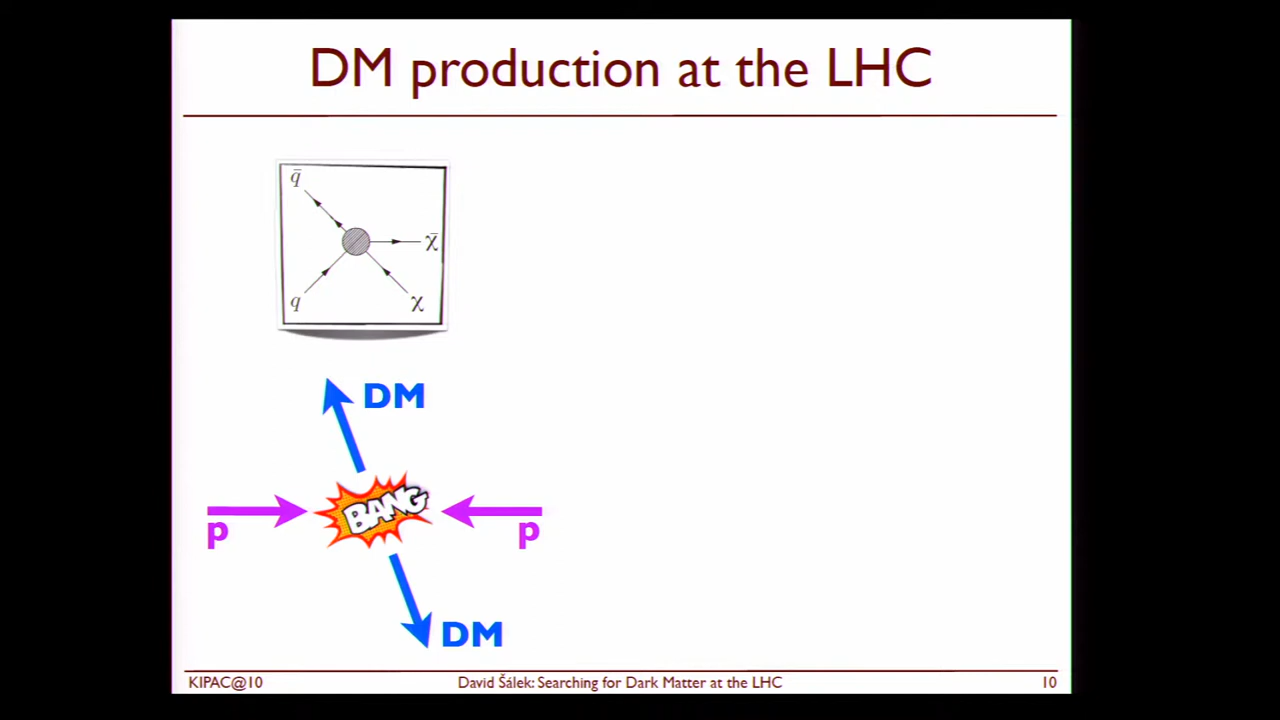 DM production at the LHC
q̄
χ̄
q
χ
DM
BANG
p
p
DM
KIPAC@10
David Šálek: Searching for Dark Matter at the LHC
10